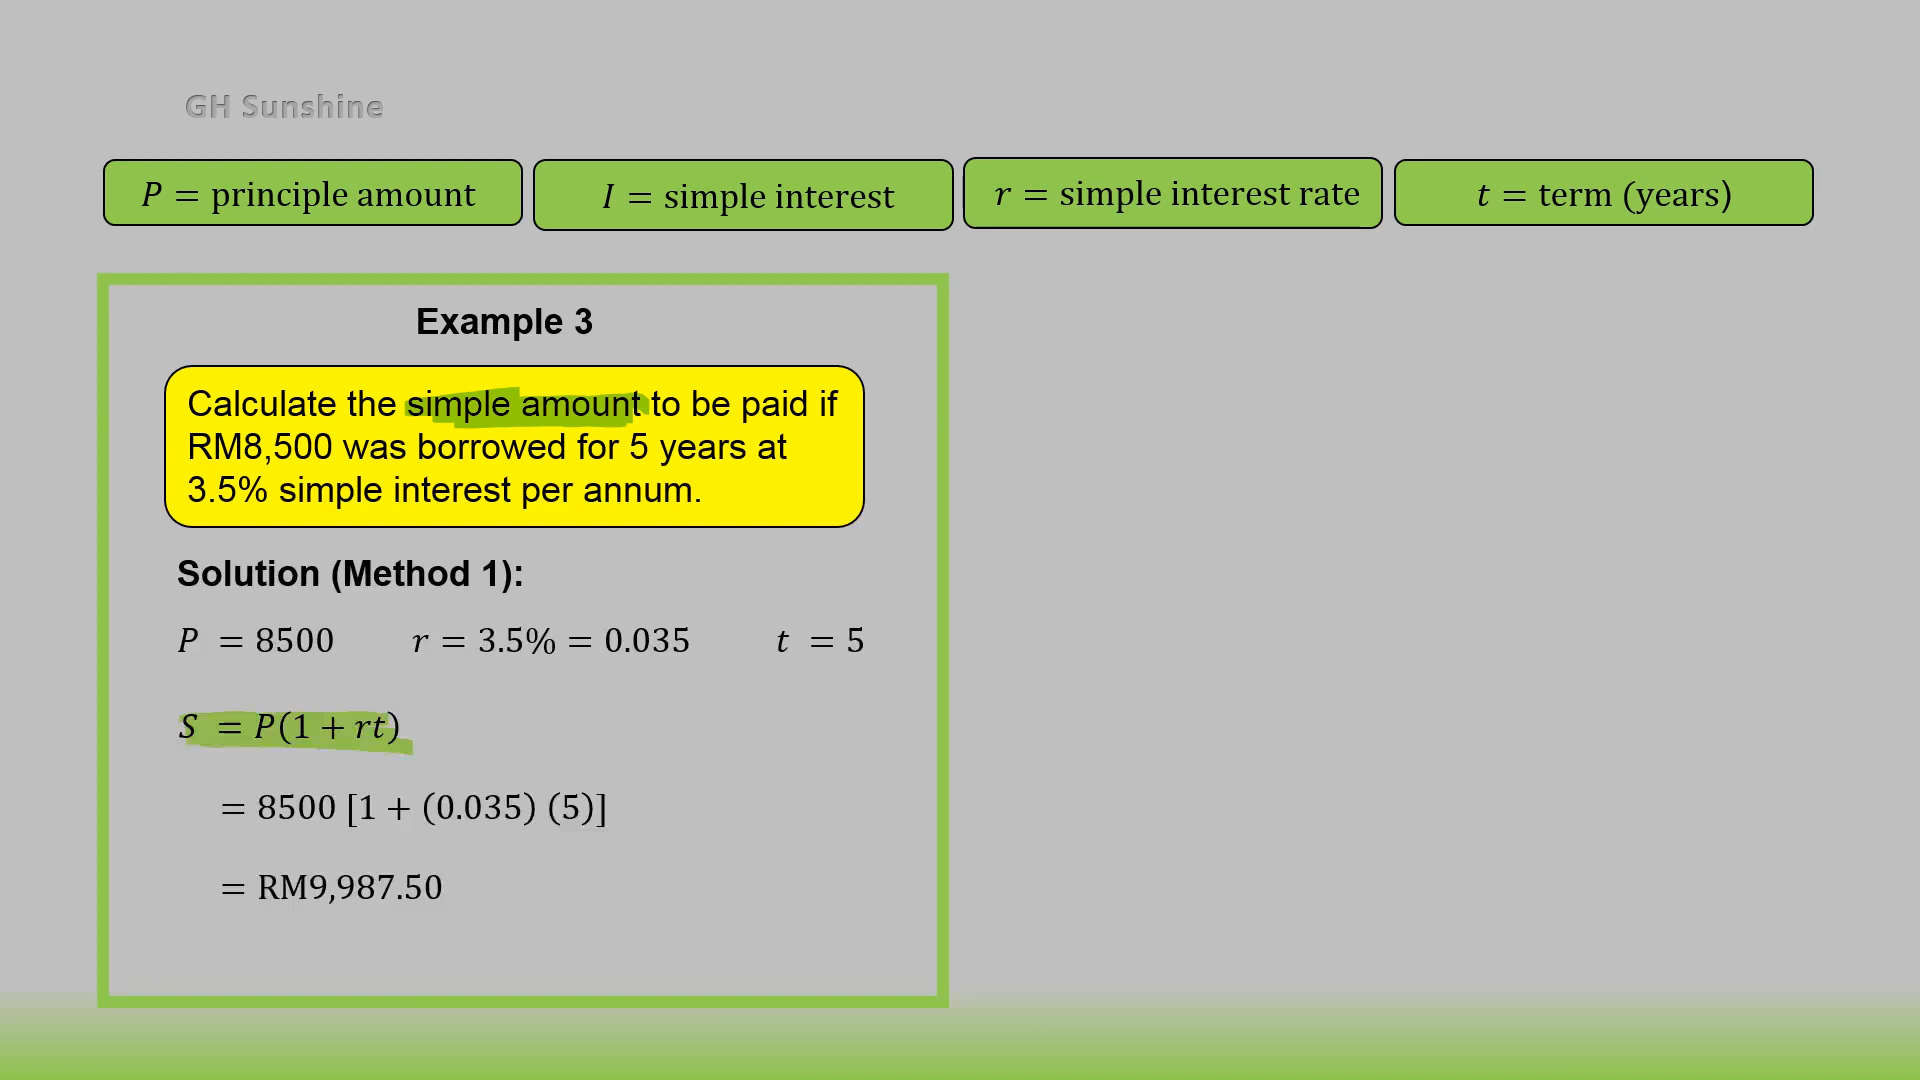 GH Sunshine
P = principle amount
I = simple interest
r = simple interest rate
t = term (years)
Example 3
Calculate the simple amount to be paid if
RM8,500 was borrowed for 5 years at
3.5% simple interest per annum.
Solution (Method 1):
P = 8500 r = 3.5% = 0.035 t = 5
S = P(1 + rt)
= 8500 [1 + (0.035) (5)]
= RM9,987.50